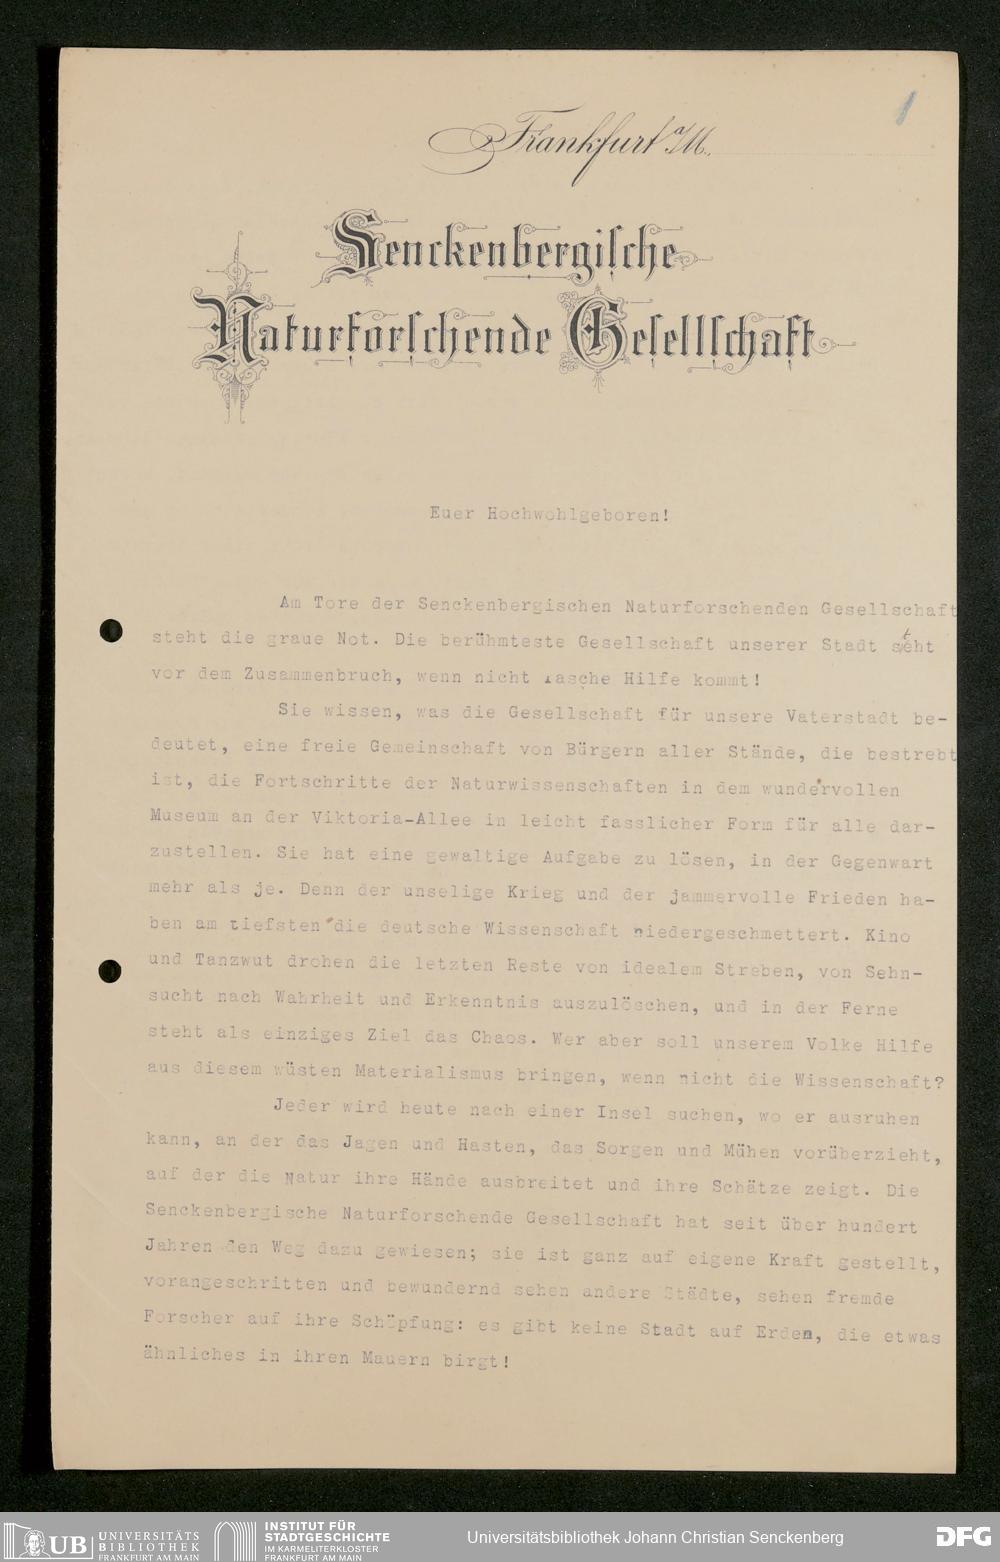 1
Frankfurt a/M.
Senckenbergische
Naturforschende Gesellschaft
Euer Hochwohlgeboren!
Am Tore der Senckenbergischen Naturforschenden Gesellschaft
steht die graue Not. Die berühmteste Gesellschaft unserer Stadt steht
vor dem Zusammenbruch, wenn nicht rasche Hilfe kommt!
Sie wissen, was die Gesellschaft für unsere Vaterstadt be-
deutet, eine freie Gemeinschaft von Bürgern aller Stände, die bestrebt
ist, die Fortschritte der Naturwissenschaften in dem wundervollen
Museum an der Viktoria-Allee in leicht fasslicher Form für alle dar-
zustellen. Sie hat eine gewaltige Aufgabe zu lösen, in der Gegenwart
mehr als je. Denn der unselige Krieg und der jammervolle Frieden ha-
ben am tiefsten die deutsche Wissenschaft niedergeschmettert. Kino
und Tanzwut drohen die letzten Reste von idealem Streben, von Sehn-
sucht nach Wahrheit und Erkenntnis auszulöschen, und in der Ferne
steht als einziges Ziel das Chaos. Wer aber soll unserem Volke Hilfe
aus diesem wüsten Materialismus bringen, wenn nicht die Wissenschaft?
Jeder wird heute nach einer Insel suchen, wo er ausruhen
kann, an der das Jagen und Hasten, das Sorgen und Mühen vorüberzieht,
auf der die Natur ihre Hände ausbreitet und ihre Schätze zeigt. Die
Senckenbergische Naturforschende Gesellschaft hat seit über hundert
Jahren den Weg dazu gewiesen; sie ist ganz auf eigene Kraft gestellt,
vorangeschritten und bewundernd sehen andere Städte, sehen fremde
Forscher auf ihre Schöpfung: es gibt keine Stadt auf Erden, die etwas
ähnliches in ihren Mauern birgt!
UB UNIVERSITÄTS
BIBLIOTHEK
FRANKFURT AM MAIN
INSTITUT FÜR
STADTGESCHICHTE
IM KARMELITERKLOSTER
FRANKFURT AM MAIN
Universitätsbibliothek Johann Christian Senckenberg
DFG